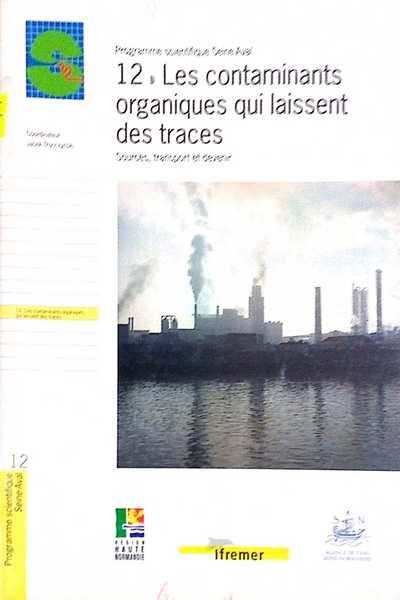 Programme scientifique Seine Aval
12 Les contaminants
organiques qui laissent
des traces
Sources, transport et devenir
Coordinateur
12. Les contaminants organiques
qui laissent des traces
12
Programme scientifique
Seine Aval
RÉGION
HAUTE
NORMANDIE
Ifremer
AGENCE DE L'EAU
SEINE-NORMANDIE